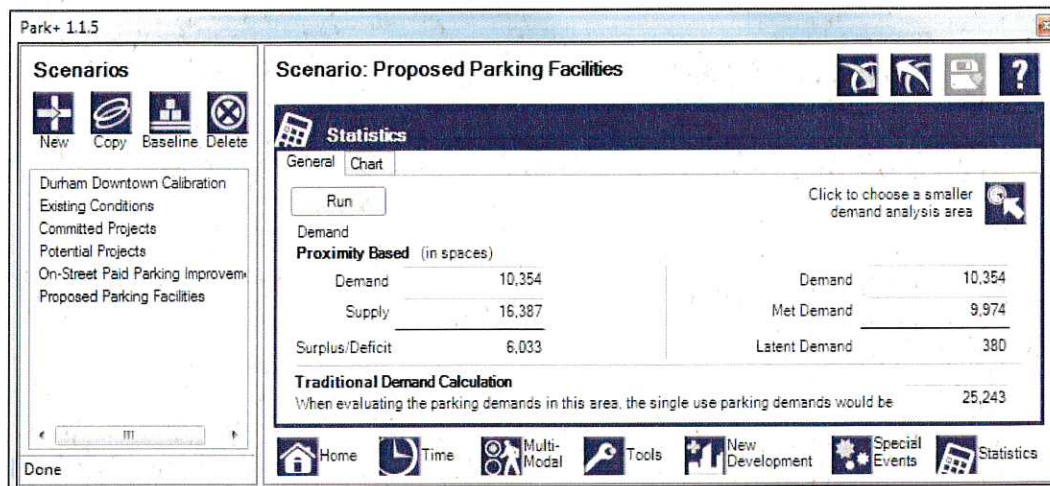 Park+ 1.1.5
Scenarios
New Copy Baseline Delete
Durham Downtown Calibration
Existing Conditions
Committed Projects
Potential Projects
On-Street Paid Parking Improvem
Proposed Parking Facilities
Done
Scenario: Proposed Parking Facilities
?
Statistics
General Chart
Run
Click to choose a smaller
demand analysis area
Demand
Proximity Based (in spaces)
Demand 10,354 Demand 10,354
Supply 16,387 Met Demand 9,974
Surplus/Deficit 6,033 Latent Demand 380
Traditional Demand Calculation
When evaluating the parking demands in this area, the single use parking demands would be 25,243
Home Time Multi-Modal Tools New Development Special Events Statistics